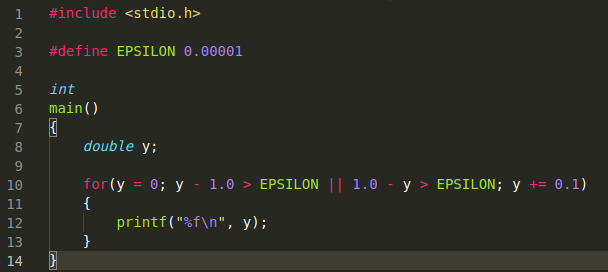 1 #include <stdio.h>
2
3 #define EPSILON 0.00001
4
5 int
6 main()
7 {
8     double y;
9
10     for(y = 0; y - 1.0 > EPSILON || 1.0 - y > EPSILON; y += 0.1)
11     {
12         printf("%f\n", y);
13     }
14 }